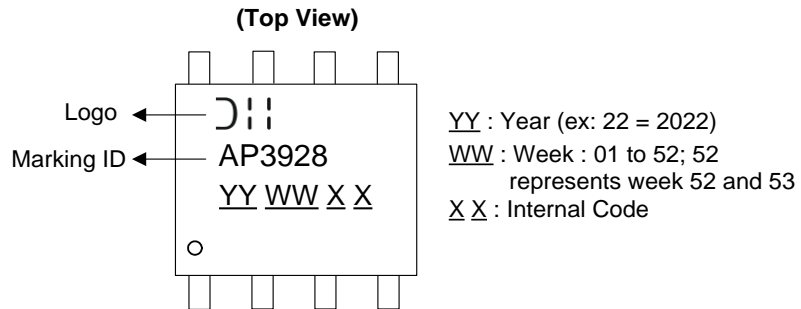 (Top View)
Logo
Marking ID
AP3928
YY WW X X
YY : Year (ex: 22 = 2022)
WW : Week : 01 to 52; 52
represents week 52 and 53
X X : Internal Code